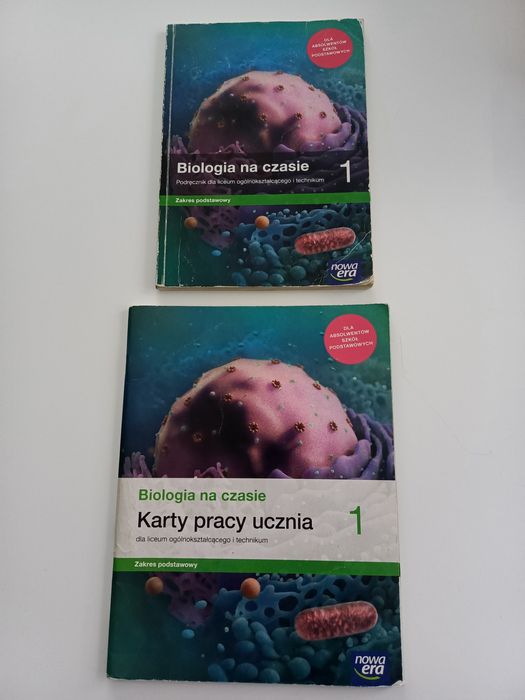 DLA
ABSOLWENTÓW
SZKÓŁ
PODSTAWOWYCH
Biologia na czasie 1
Podręcznik dla liceum ogólnokształcącego i technikum
Zakres podstawowy
nowa
era
DLA
ABSOLWENTÓW
SZKÓŁ
PODSTAWOWYCH
Biologia na czasie
Karty pracy ucznia 1
dla liceum ogólnokształcącego i technikum
Zakres podstawowy
nowa
era